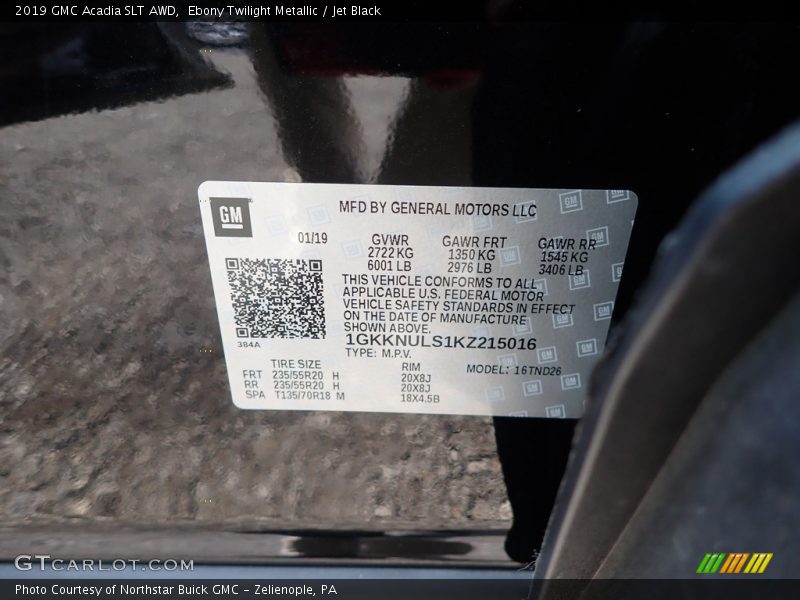 2019 GMC Acadia SLT AWD, Ebony Twilight Metallic / Jet Black
GM
MFD BY GENERAL MOTORS LLC
01/19 GVWR GAWR FRT GAWR RR
2722 KG 1350 KG 1545 KG
6001 LB 2976 LB 3406 LB
THIS VEHICLE CONFORMS TO ALL
APPLICABLE U.S. FEDERAL MOTOR
VEHICLE SAFETY STANDARDS IN EFFECT
ON THE DATE OF MANUFACTURE
SHOWN ABOVE.
1GKKNULS1KZ215016
384A
TYPE: M.P.V. MODEL: 16TND26
TIRE SIZE RIM
FRT 235/55R20 H 20X8J
RR 235/55R20 H 20X8J
SPA T135/70R18 M 18X4.5B
GTCARLOT.COM
Photo Courtesy of Northstar Buick GMC - Zelienople, PA